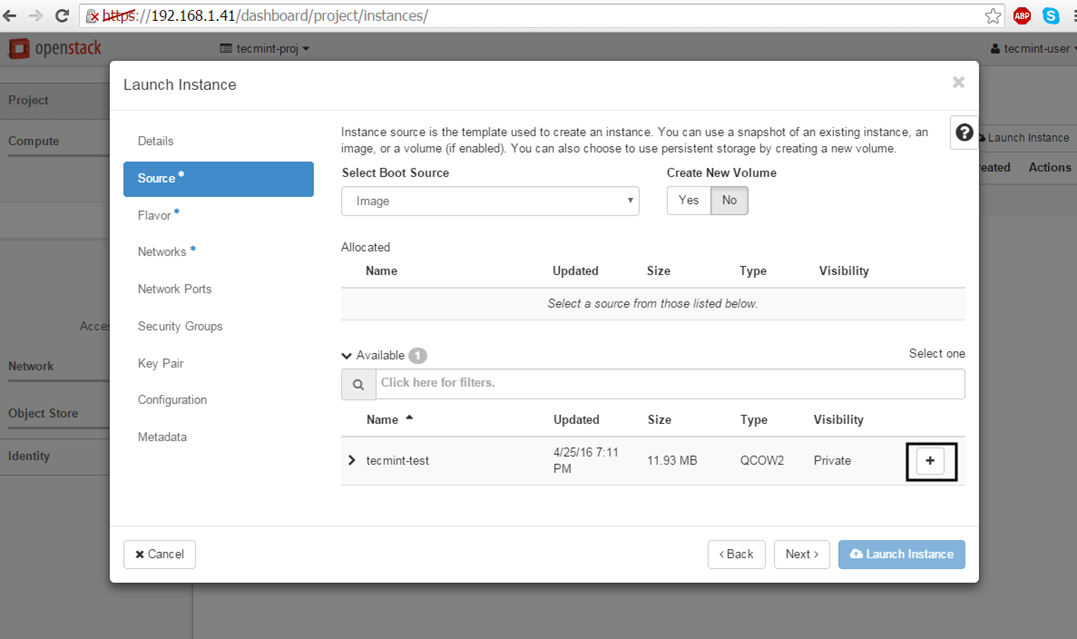 https://192.168.1.41/dashboard/project/instances/
ABP
openstack
tecmint-proj
tecmint-user
Launch Instance
Project
Compute
Network
Object Store
Identity
Launch Instance
eated Actions
Details
Source *
Flavor *
Networks *
Network Ports
Security Groups
Key Pair
Configuration
Metadata
Instance source is the template used to create an instance. You can use a snapshot of an existing instance, an
image, or a volume (if enabled). You can also choose to use persistent storage by creating a new volume.
Select Boot Source Create New Volume
Image Yes No
Allocated
Name Updated Size Type Visibility
Select a source from those listed below.
Available 1 Select one
Click here for filters.
Name Updated Size Type Visibility
tecmint-test 4/25/16 7:11 PM 11.93 MB QCOW2 Private +
Cancel < Back Next > Launch Instance